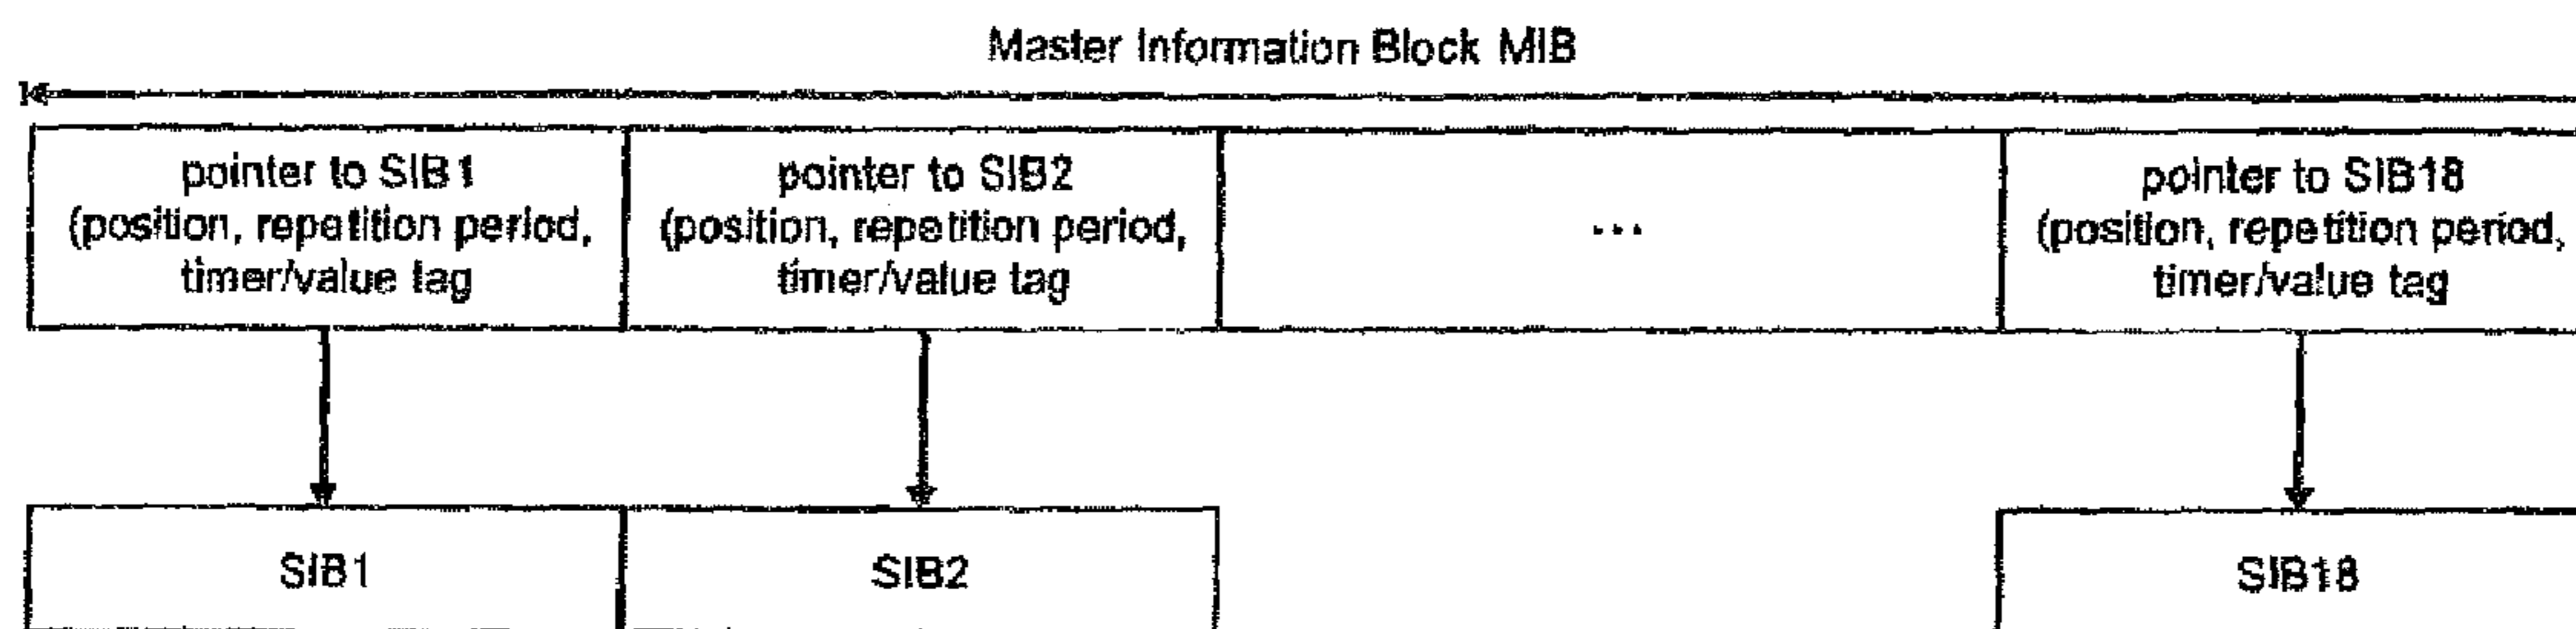 Master Information Block MIB
pointer to SIB1
(position, repetition period,
timer/value tag
pointer to SIB2
(position, repetition period,
timer/value tag
...
pointer to SIB18
(position, repetition period,
timer/value tag
SIB1
SIB2
SIB18